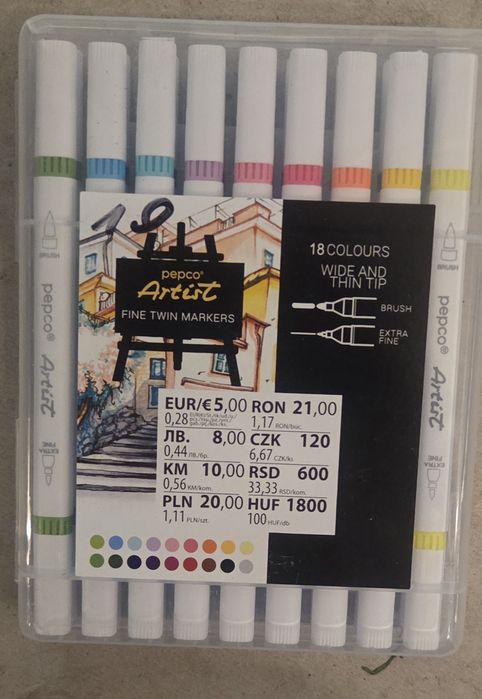 18
18 COLOURS
WIDE AND
THIN TIP
BRUSH
EXTRA
FINE
pepco®
Artist
FINE TWIN MARKERS
BRUSH
pepco®
Artist
EXTRA FINE
BRUSH
pepco®
Artist
EXTRA FINE
EUR/€ 5,00 RON 21,00
0,28 1,17 RON/buc.
ЛВ. 8,00 CZK 120
0,44 ЛВ./бр. 6,67 CZK/ks
KM 10,00 RSD 600
0,56 KM/kom. 33,33 RSD/kom.
PLN 20,00 HUF 1800
1,11 PLN/szt. 100 HUF/db